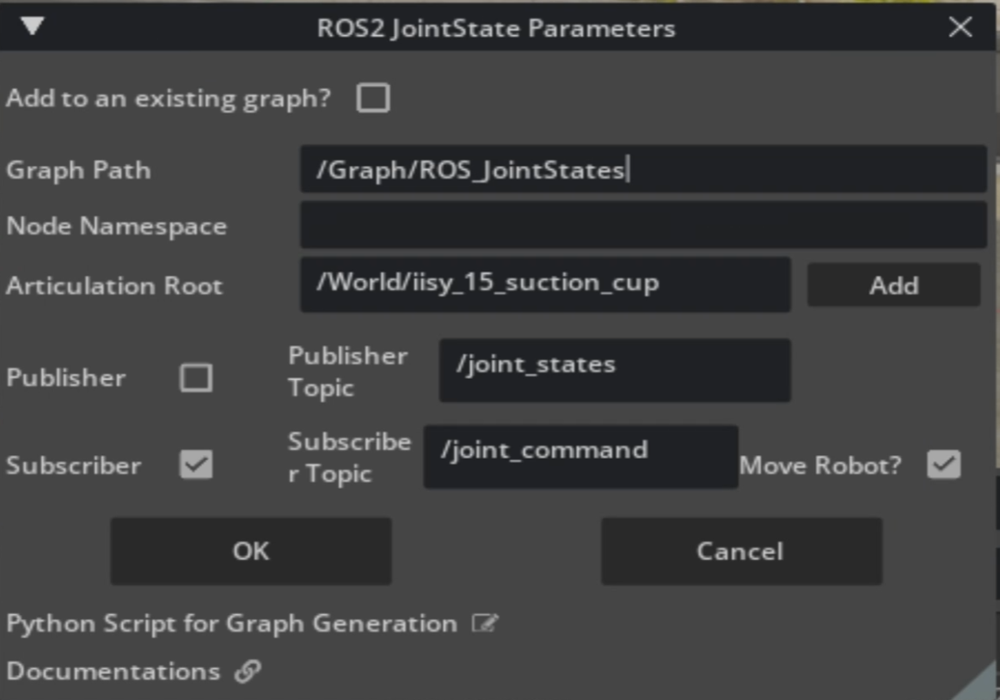 ROS2 JointState Parameters
Add to an existing graph?
Graph Path /Graph/ROS_JointStates
Node Namespace
Articulation Root /World/iisy_15_suction_cup Add
Publisher Publisher Topic /joint_states
Subscriber Subscribe
r Topic /joint_command Move Robot?
OK Cancel
Python Script for Graph Generation
Documentations